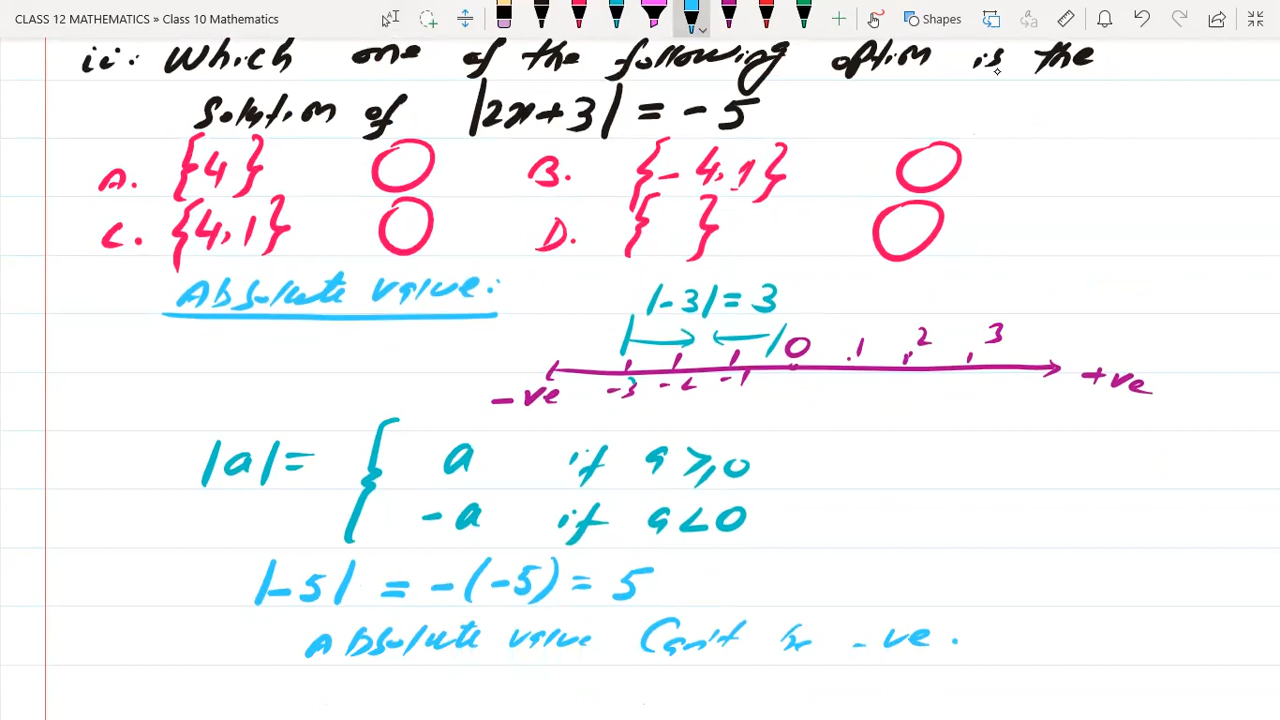 CLASS 12 MATHEMATICS » Class 10 Mathematics
Shapes
ii: Which one of the following option is the
Solution of |2x+3| = -5
A. {4} B. {-4,1}
C. {4,1} D. { }
Absolute value:
|-3| = 3
0 1 2 3
-3 -2 -1
-ve +ve
|a| = { a if a ≥ 0
-a if a < 0
|-5| = -(-5) = 5
Absolute value Can't be -ve.